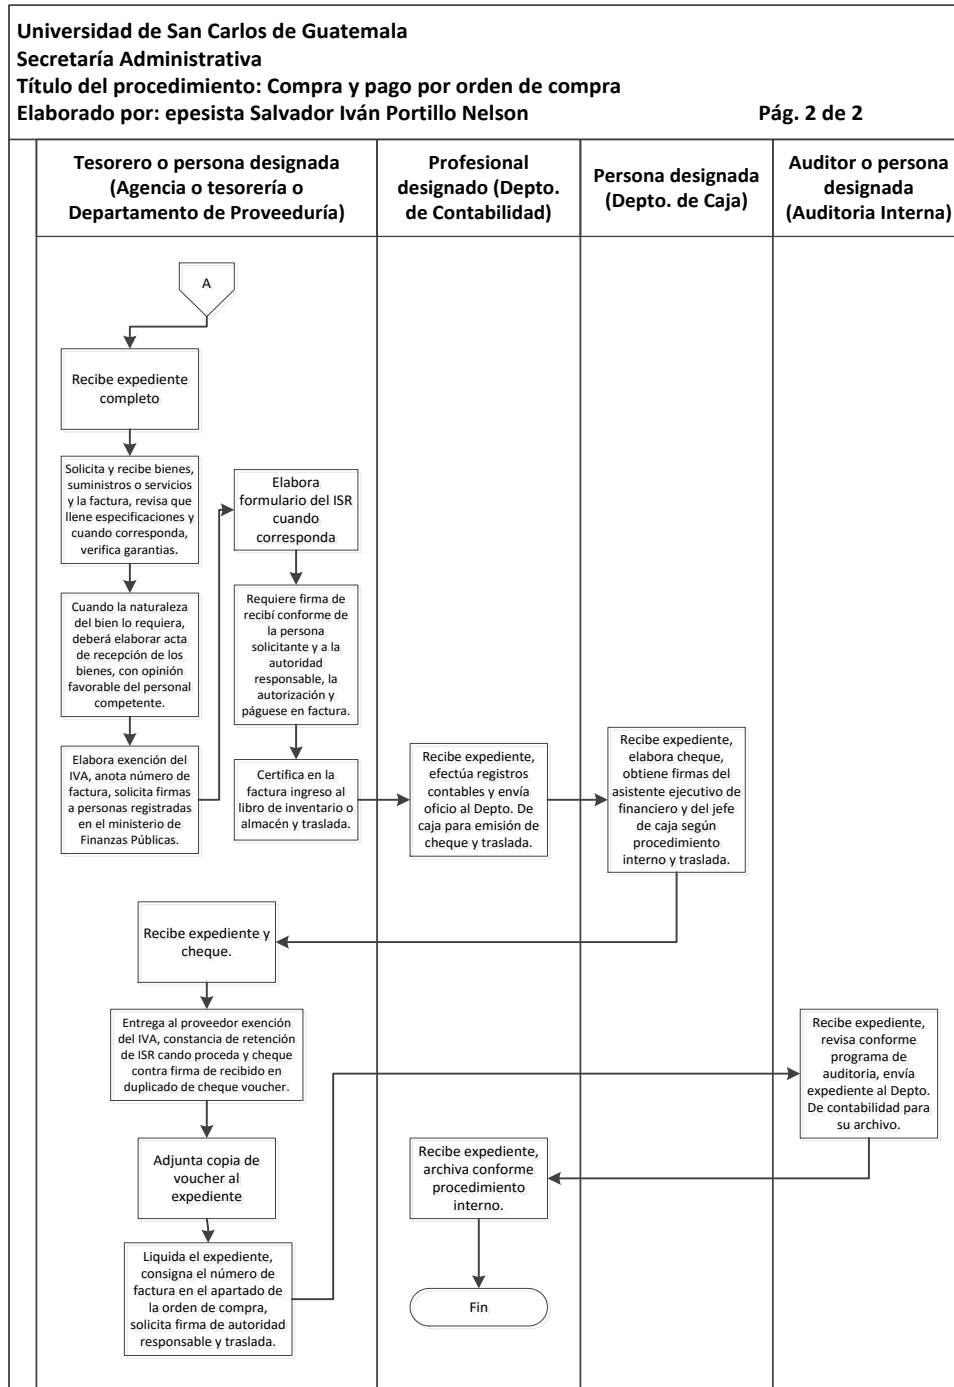 Universidad de San Carlos de Guatemala
Secretaría Administrativa
Título del procedimiento: Compra y pago por orden de compra
Elaborado por: epesista Salvador Iván Portillo Nelson Pág. 2 de 2
Tesorero o persona designada
(Agencia o tesorería o
Departamento de Proveeduría)
Profesional
designado (Depto.
de Contabilidad)
Persona designada
(Depto. de Caja)
Auditor o persona
designada
(Auditoria Interna)
A
Recibe expediente
completo
Solicita y recibe bienes,
suministros o servicios
y la factura, revisa que
llene especificaciones y
cuando corresponda,
verifica garantias.
Cuando la naturaleza
del bien lo requiera,
deberá elaborar acta
de recepción de los
bienes, con opinión
favorable del personal
competente.
Elabora exención del
IVA, anota número de
factura, solicita firmas
a personas registradas
en el ministerio de
Finanzas Públicas.
Elabora
formulario del ISR
cuando
corresponda
Requiere firma de
recibí conforme de
la persona
solicitante y a la
autoridad
responsable, la
autorización y
páguese en factura.
Certifica en la
factura ingreso al
libro de inventario o
almacén y traslada.
Recibe expediente,
efectúa registros
contables y envía
oficio al Depto. De
caja para emisión de
cheque y traslada.
Recibe expediente,
elabora cheque,
obtiene firmas del
asistente ejecutivo de
financiero y del jefe
de caja según
procedimiento
interno y traslada.
Recibe expediente y
cheque.
Entrega al proveedor exención
del IVA, constancia de retención
de ISR cando proceda y cheque
contra firma de recibido en
duplicado de cheque voucher.
Adjunta copia de
voucher al
expediente
Liquida el expediente,
consigna el número de
factura en el apartado de
la orden de compra,
solicita firma de autoridad
responsable y traslada.
Recibe expediente,
revisa conforme
programa de
auditoria, envía
expediente al Depto.
De contabilidad para
su archivo.
Recibe expediente,
archiva conforme
procedimiento
interno.
Fin